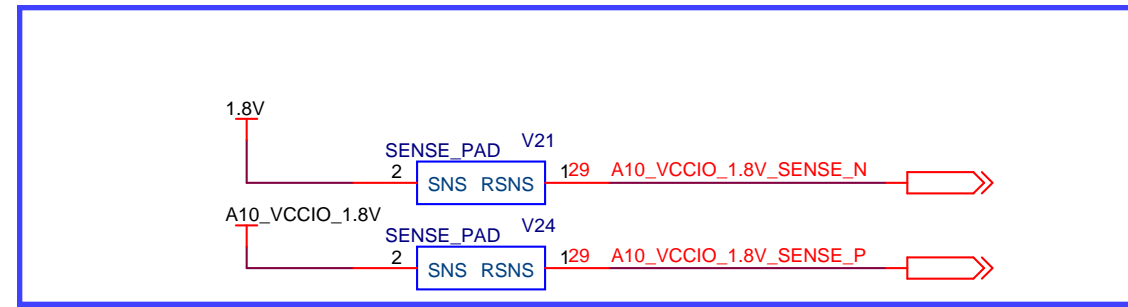 1.8V
SENSE_PAD V21
2 SNS RSNS 1 29 A10_VCCIO_1.8V_SENSE_N
A10_VCCIO_1.8V
SENSE_PAD V24
2 SNS RSNS 1 29 A10_VCCIO_1.8V_SENSE_P